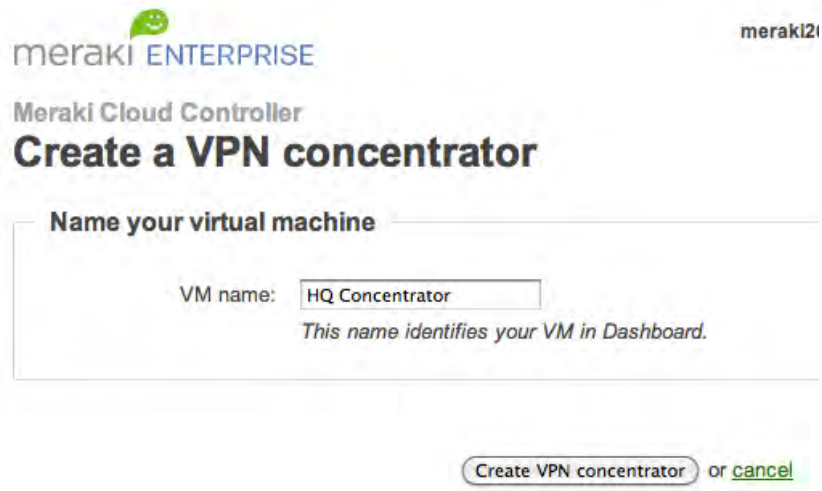 meraki ENTERPRISE
meraki20
Meraki Cloud Controller
Create a VPN concentrator
Name your virtual machine
VM name: HQ Concentrator
This name identifies your VM in Dashboard.
Create VPN concentrator or cancel